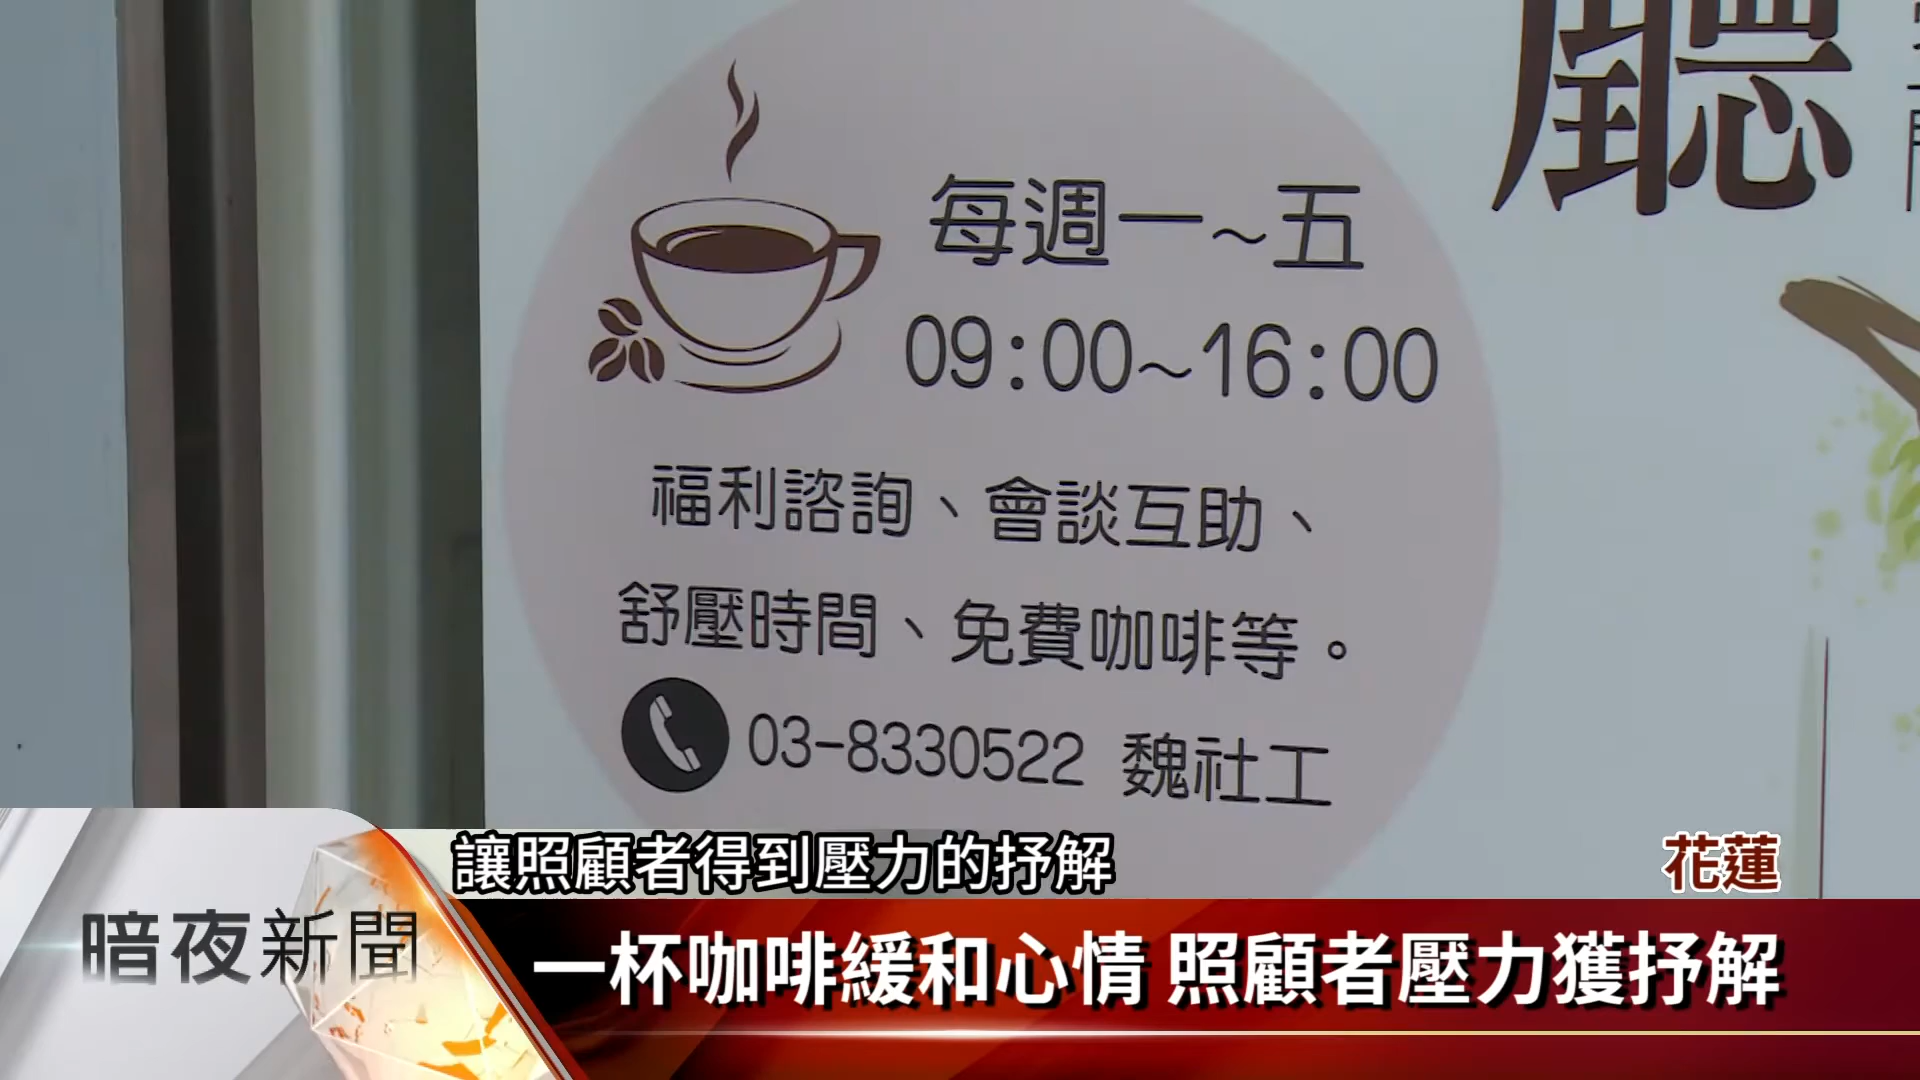 聽
每週一~五
09:00~16:00
福利諮詢、會談互助、
舒壓時間、免費咖啡等。
03-8330522 魏社工
讓照顧者得到壓力的抒解
花蓮
暗夜新聞
一杯咖啡緩和心情 照顧者壓力獲抒解